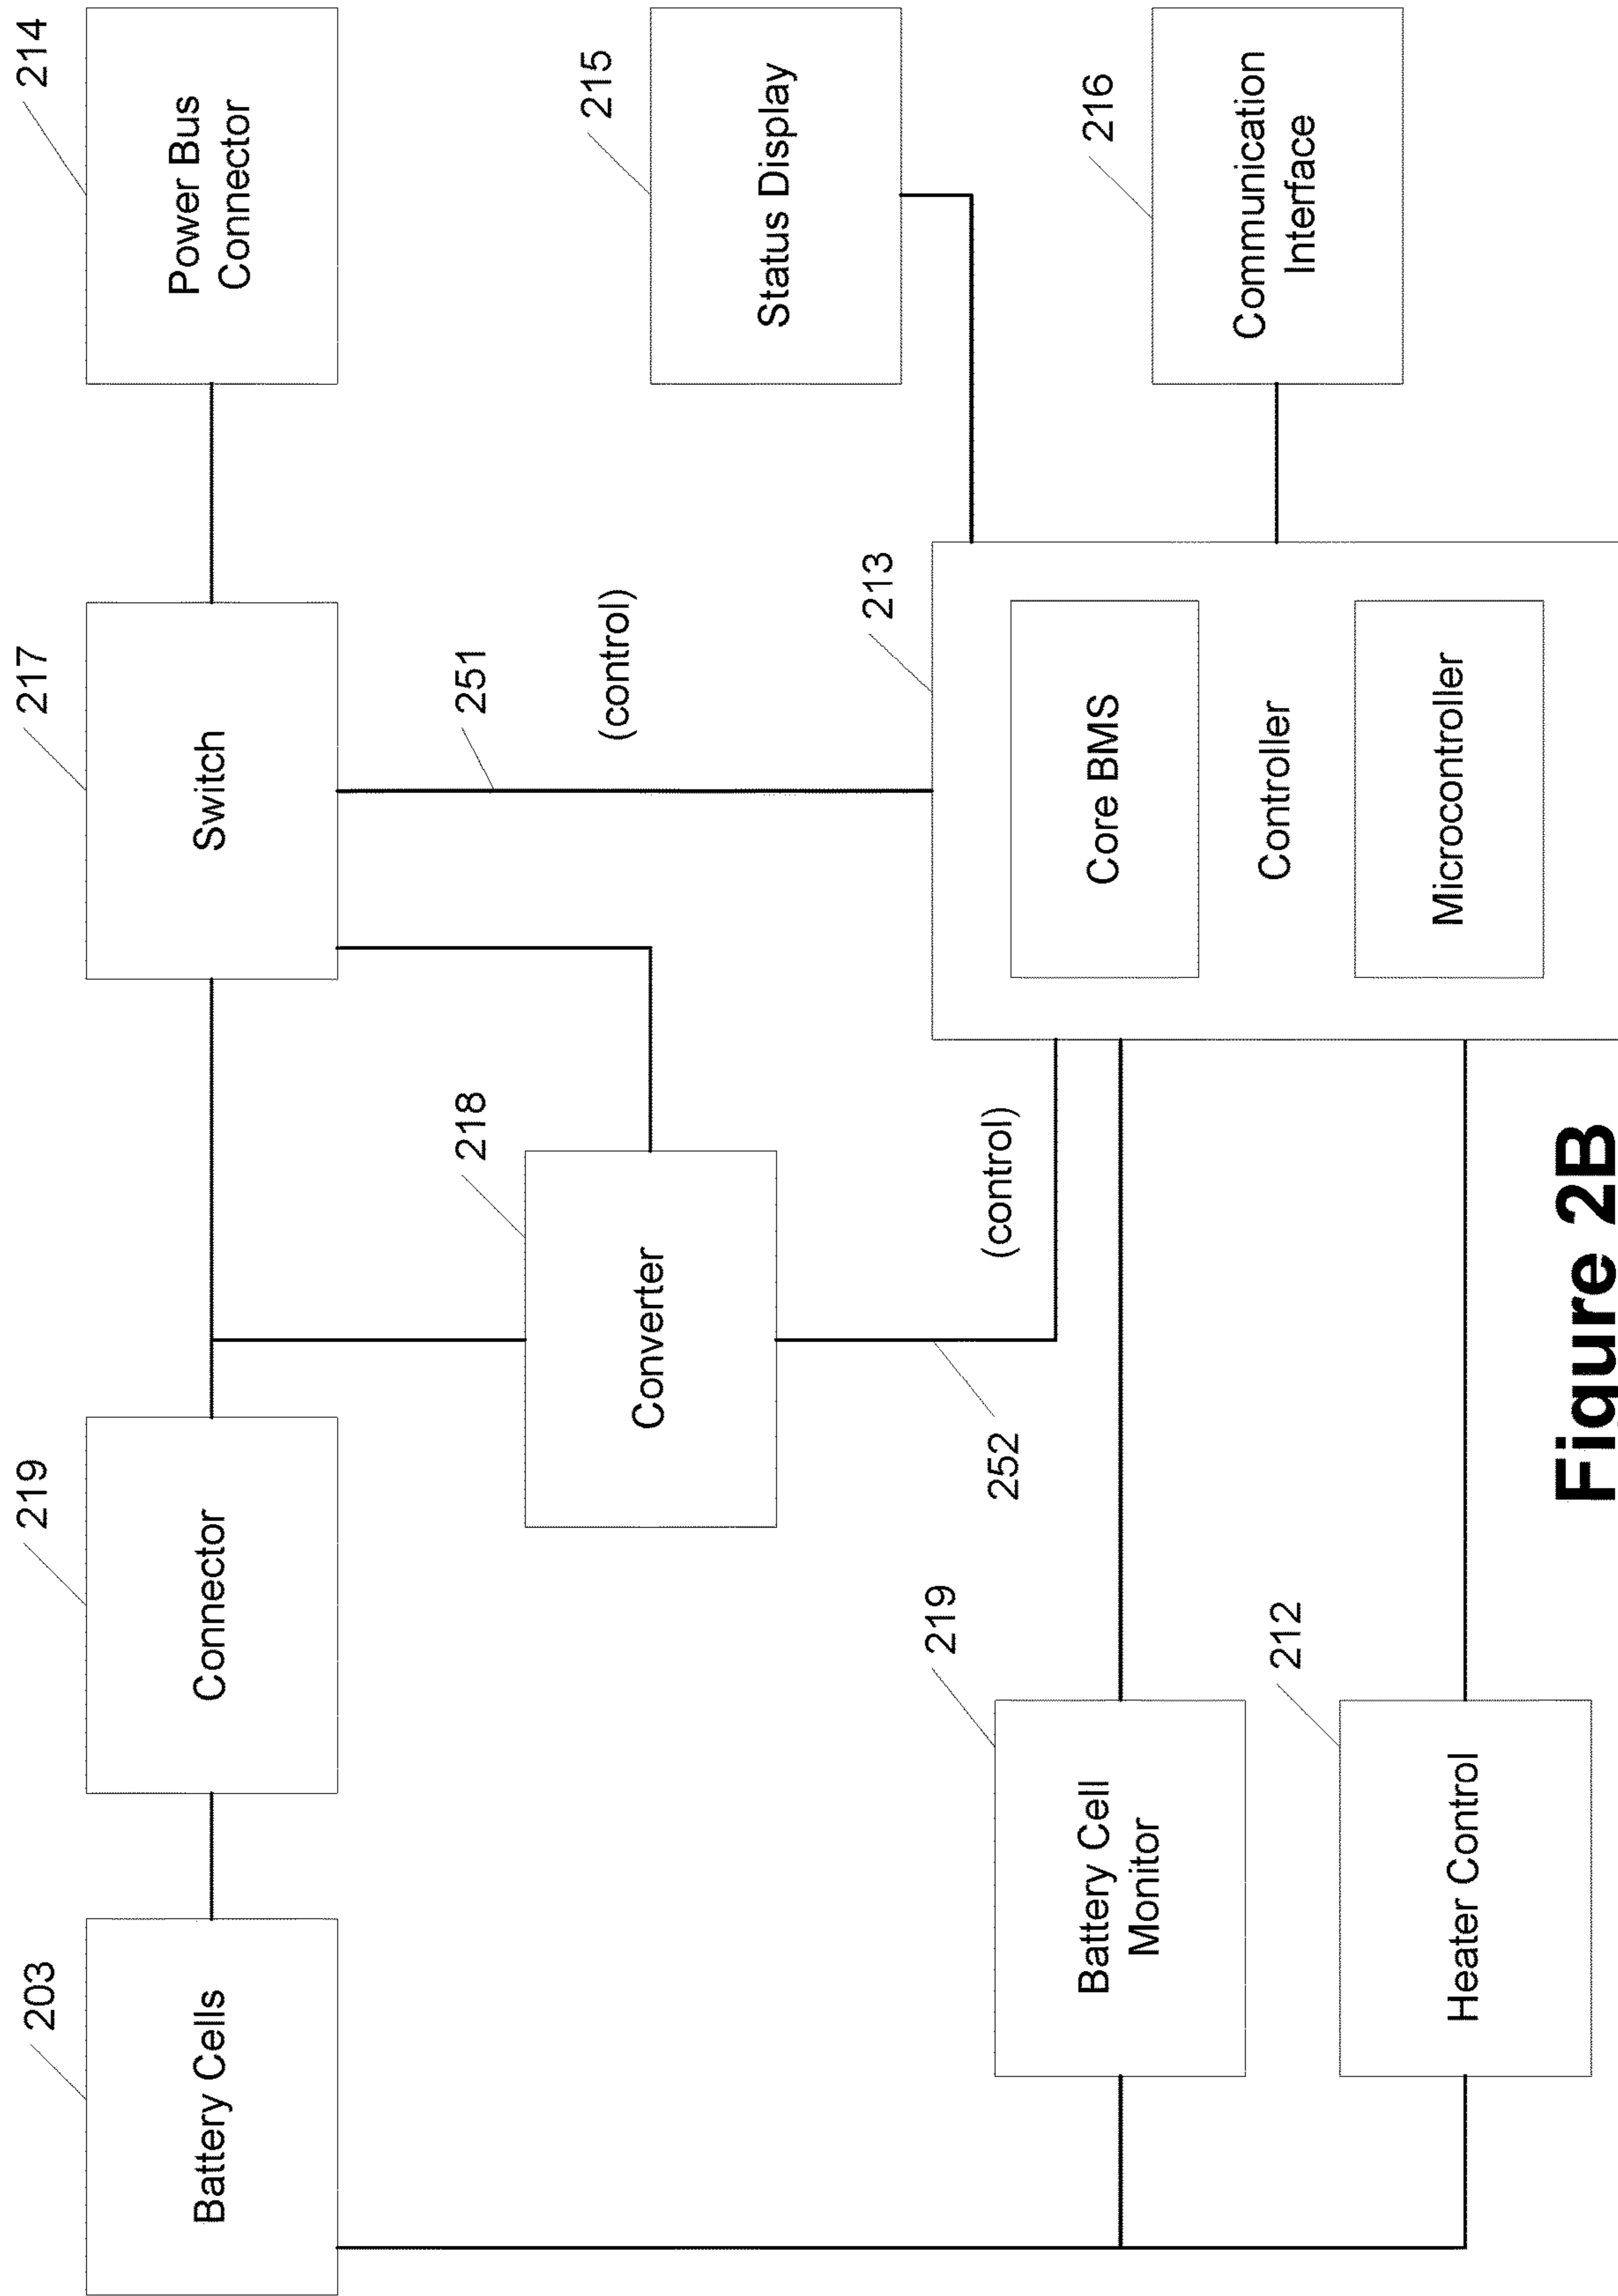 203
Battery Cells
219
Connector
217
Switch
214
Power Bus
Connector
218
Converter
251
(control)
215
Status Display
252
(control)
213
Core BMS
Controller
Microcontroller
216
Communication
Interface
219
Battery Cell
Monitor
212
Heater Control
Figure 2B